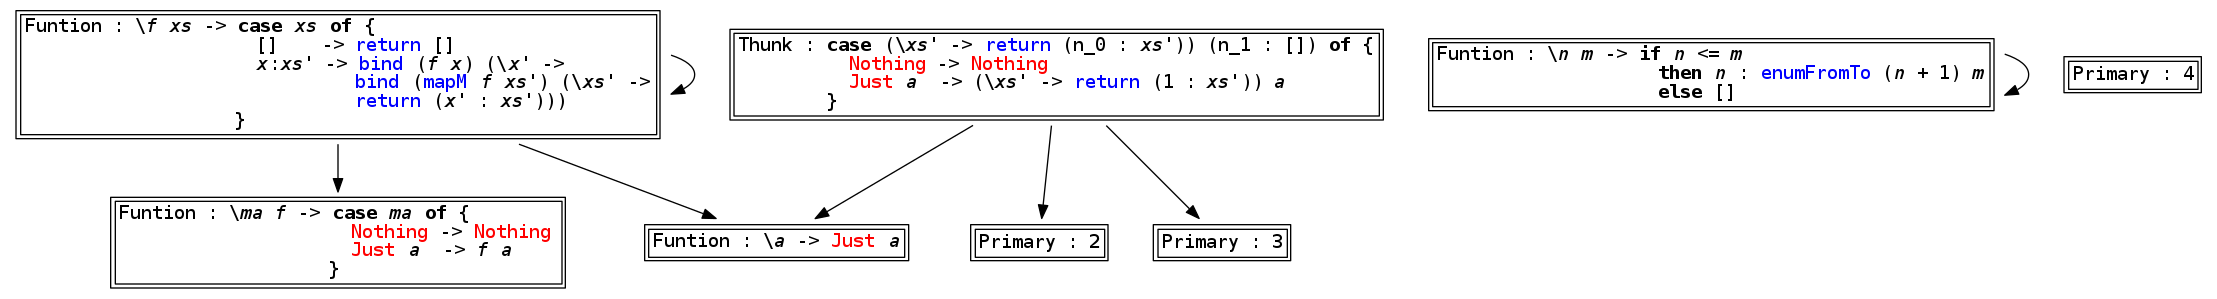 Funtion : \f xs -> case xs of {
[]    -> return []
x:xs' -> bind (f x) (\x' ->
bind (mapM f xs') (\xs' ->
return (x' : xs')))
}
Thunk : case (\xs' -> return (n_0 : xs')) (n_1 : []) of {
Nothing -> Nothing
Just a  -> (\xs' -> return (1 : xs')) a
}
Funtion : \n m -> if n <= m
then n : enumFromTo (n + 1) m
else []
Primary : 4
Funtion : \ma f -> case ma of {
Nothing -> Nothing
Just a  -> f a
}
Funtion : \a -> Just a
Primary : 2
Primary : 3